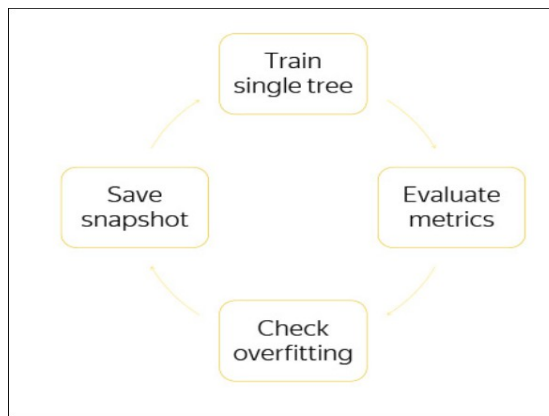 Train
single tree
Evaluate
metrics
Check
overfitting
Save
snapshot